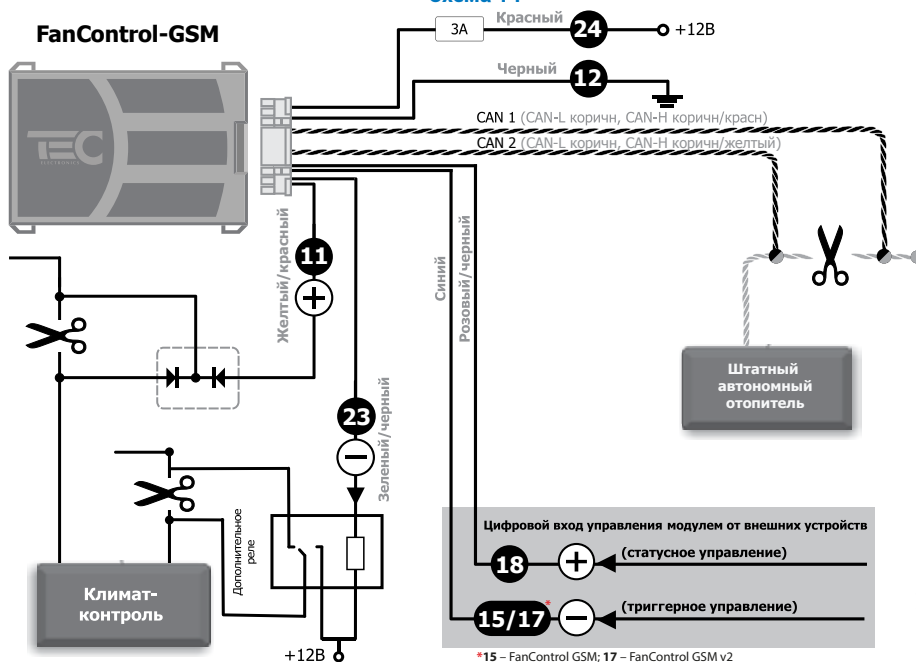 FanControl-GSM
3А
Красный
24
+12В
Черный
12
CAN 1 (CAN-L коричн, CAN-H коричн/красн)
CAN 2 (CAN-L коричн, CAN-H коричн/желтый)
TEC
ELECTRONICS
Желтый/красный
11
Зеленый/черный
23
Синий
Розовый/черный
Штатный
автономный
отопитель
Дополнительное
реле
Климат-
контроль
+12В
Цифровой вход управления модулем от внешних устройств
18
(статусное управление)
15/17*
(триггерное управление)
*15 – FanControl GSM; 17 – FanControl GSM v2